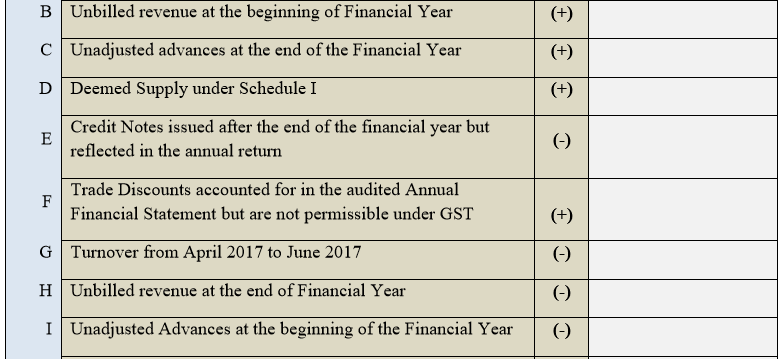 B Unbilled revenue at the beginning of Financial Year (+)
C Unadjusted advances at the end of the Financial Year (+)
D Deemed Supply under Schedule I (+)
E Credit Notes issued after the end of the financial year but
reflected in the annual return (-)
F Trade Discounts accounted for in the audited Annual
Financial Statement but are not permissible under GST (+)
G Turnover from April 2017 to June 2017 (-)
H Unbilled revenue at the end of Financial Year (-)
I Unadjusted Advances at the beginning of the Financial Year (-)